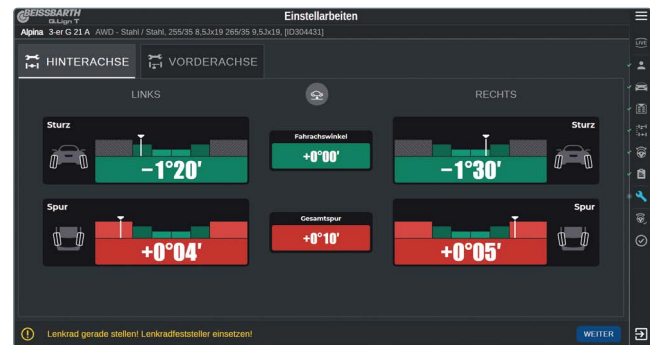 BEISSBARTH
Q.Lign T
Einstellarbeiten
Alpina 3-er G 21 A AWD - Stahl / Stahl, 255/35 8,5Jx19 265/35 9,5Jx19, [ID304431]
HINTERACHSE
VORDERACHSE
LINKS
RECHTS
Sturz
−1°20'
Fahrachswinkel
+0°00'
Sturz
−1°30'
Spur
+0°04'
Gesamtspur
+0°10'
Spur
+0°05'
Lenkrad gerade stellen! Lenkradfeststeller einsetzen!
WEITER
LIVE